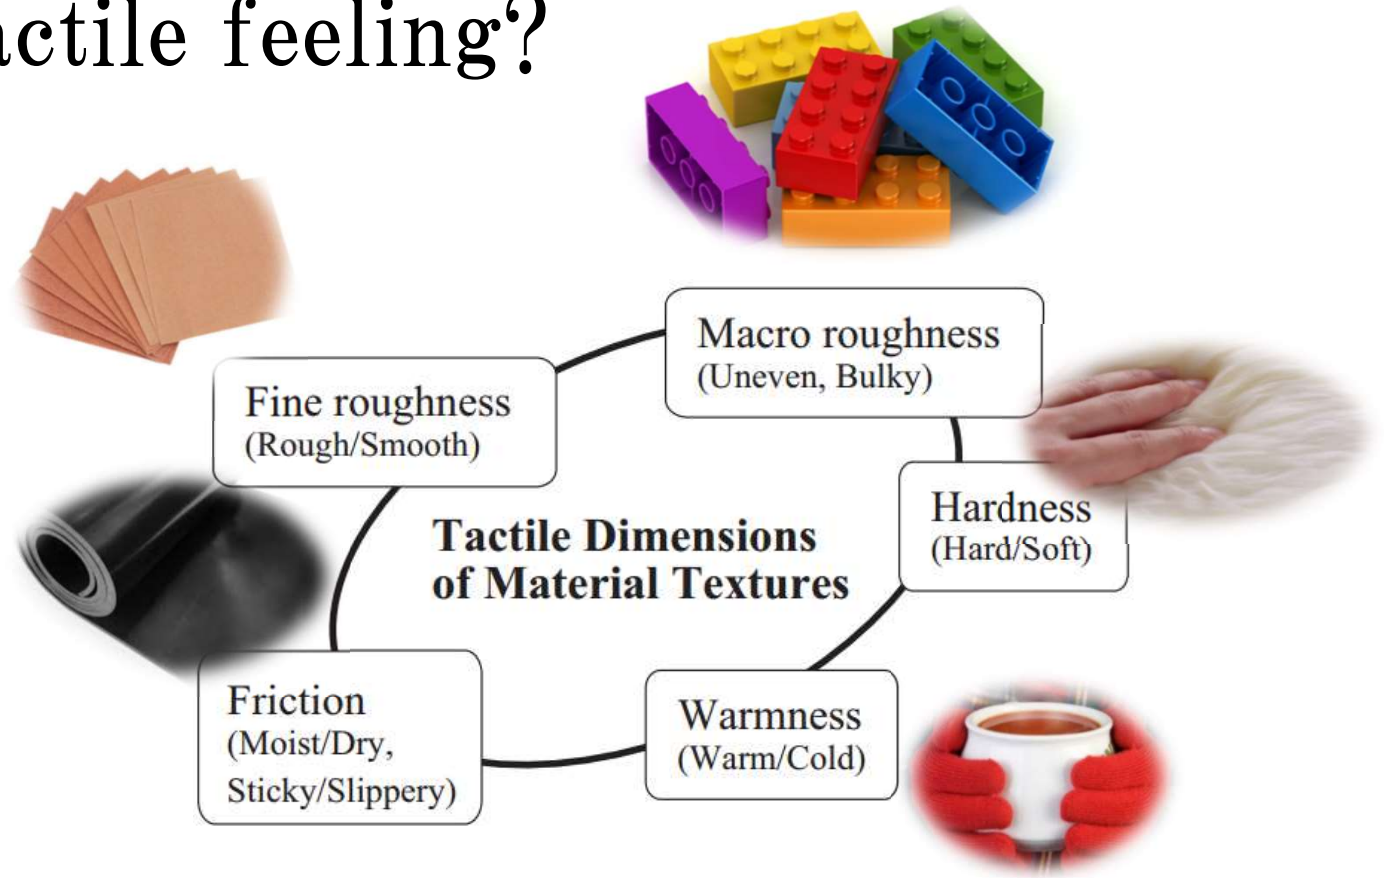 actile feeling?
Macro roughness
(Uneven, Bulky)
Fine roughness
(Rough/Smooth)
Hardness
(Hard/Soft)
Tactile Dimensions
of Material Textures
Friction
(Moist/Dry,
Sticky/Slippery)
Warmness
(Warm/Cold)